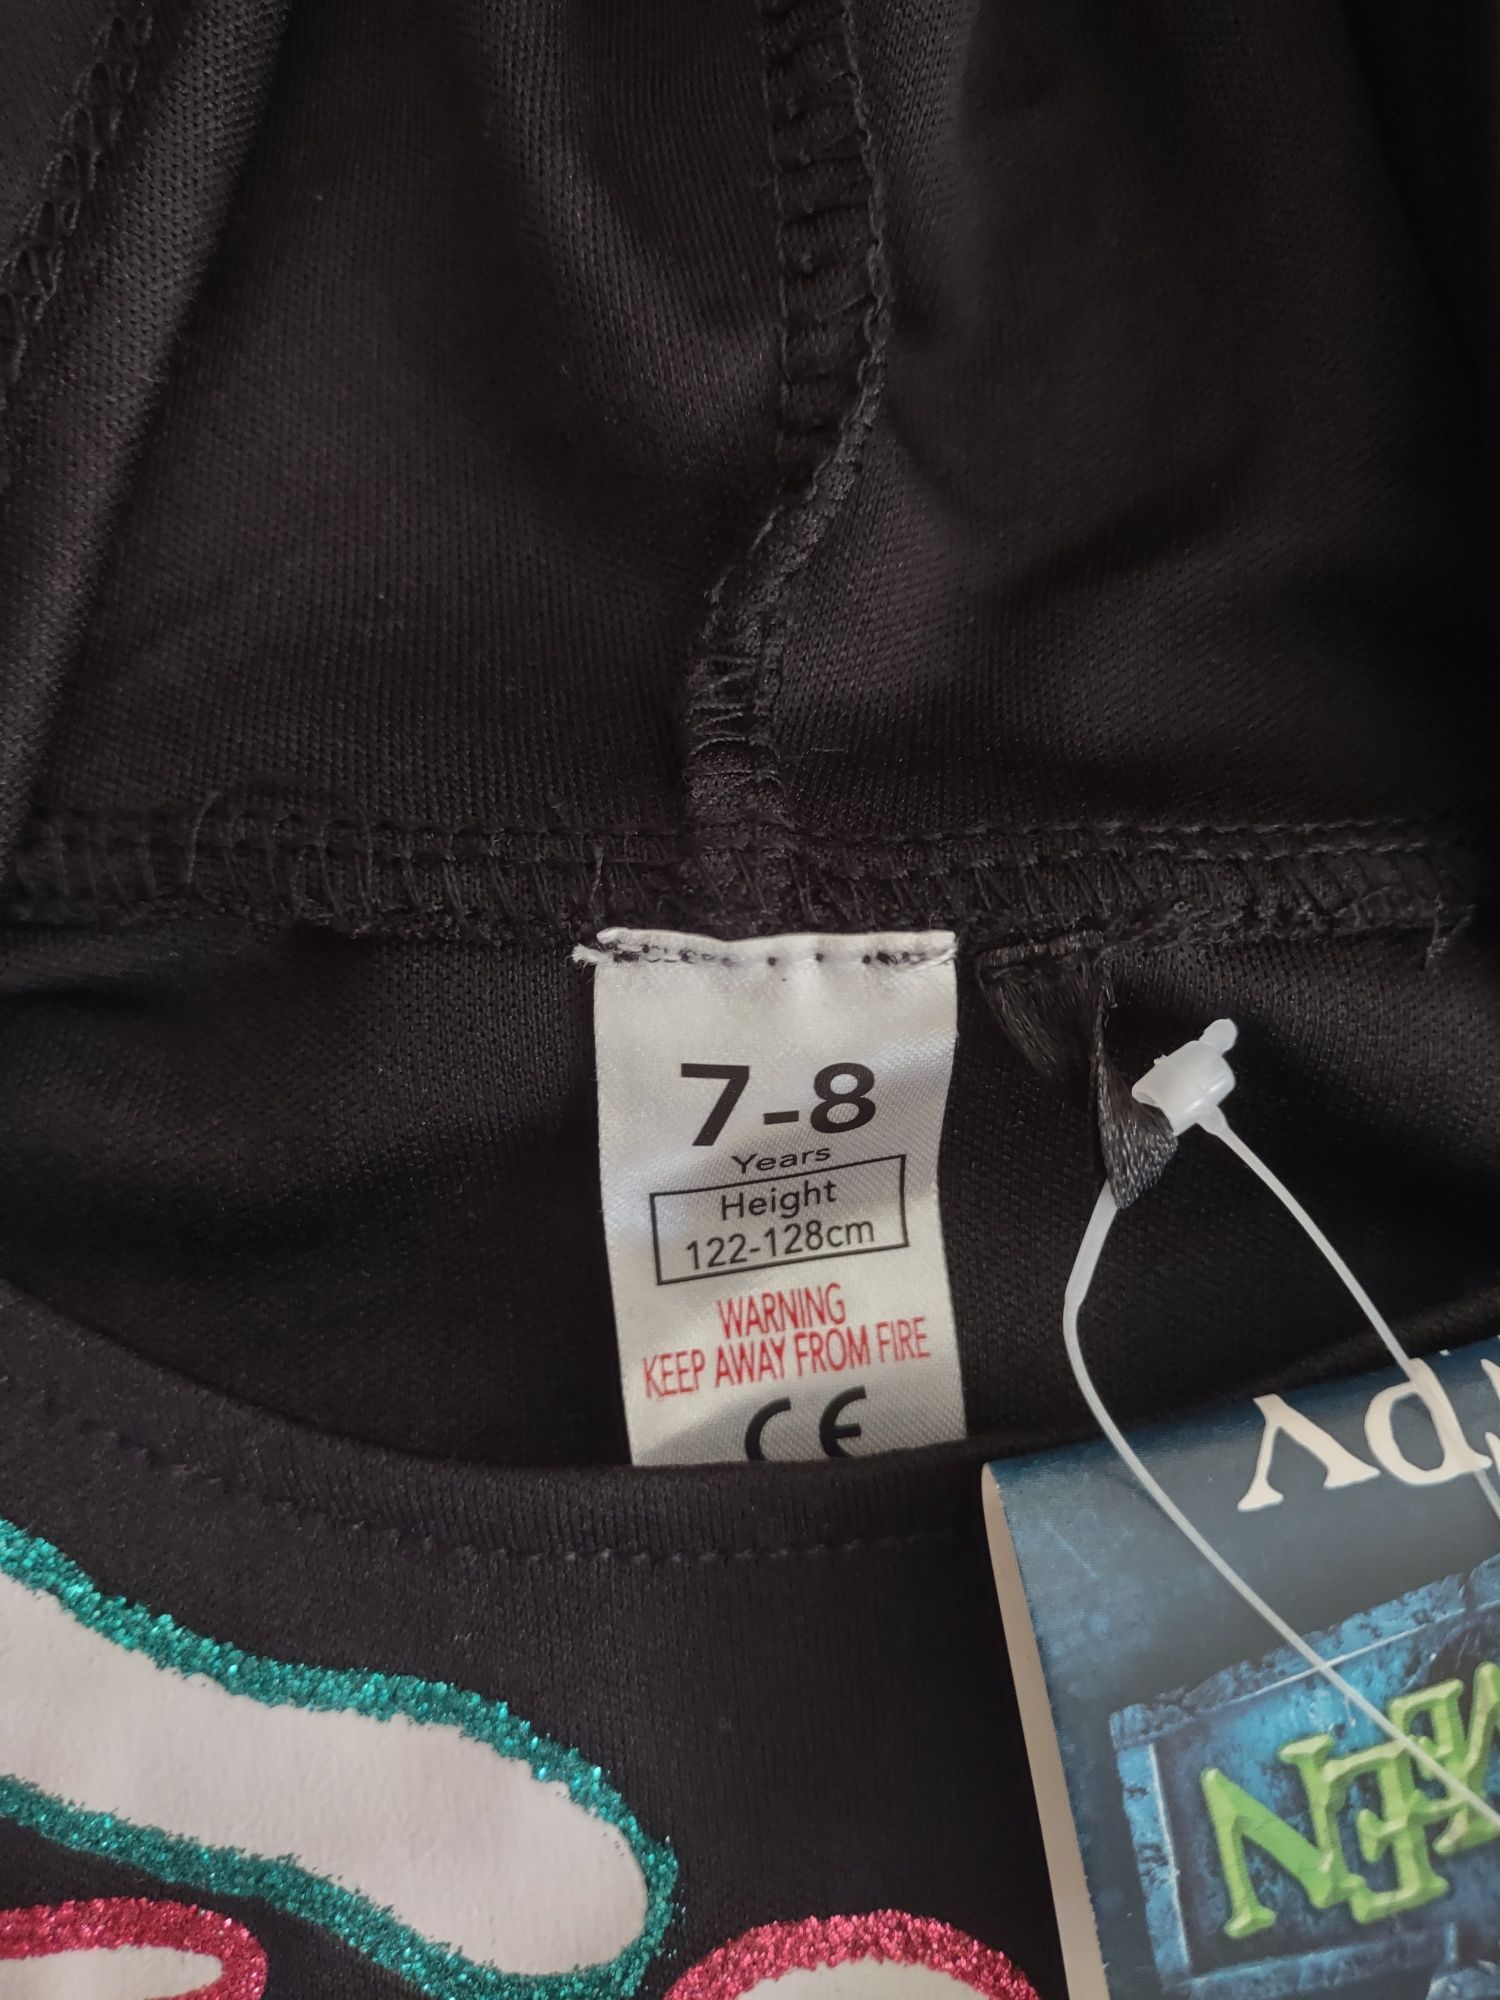 7-8
Years
Height
122-128cm
WARNING
KEEP AWAY FROM FIRE
CE